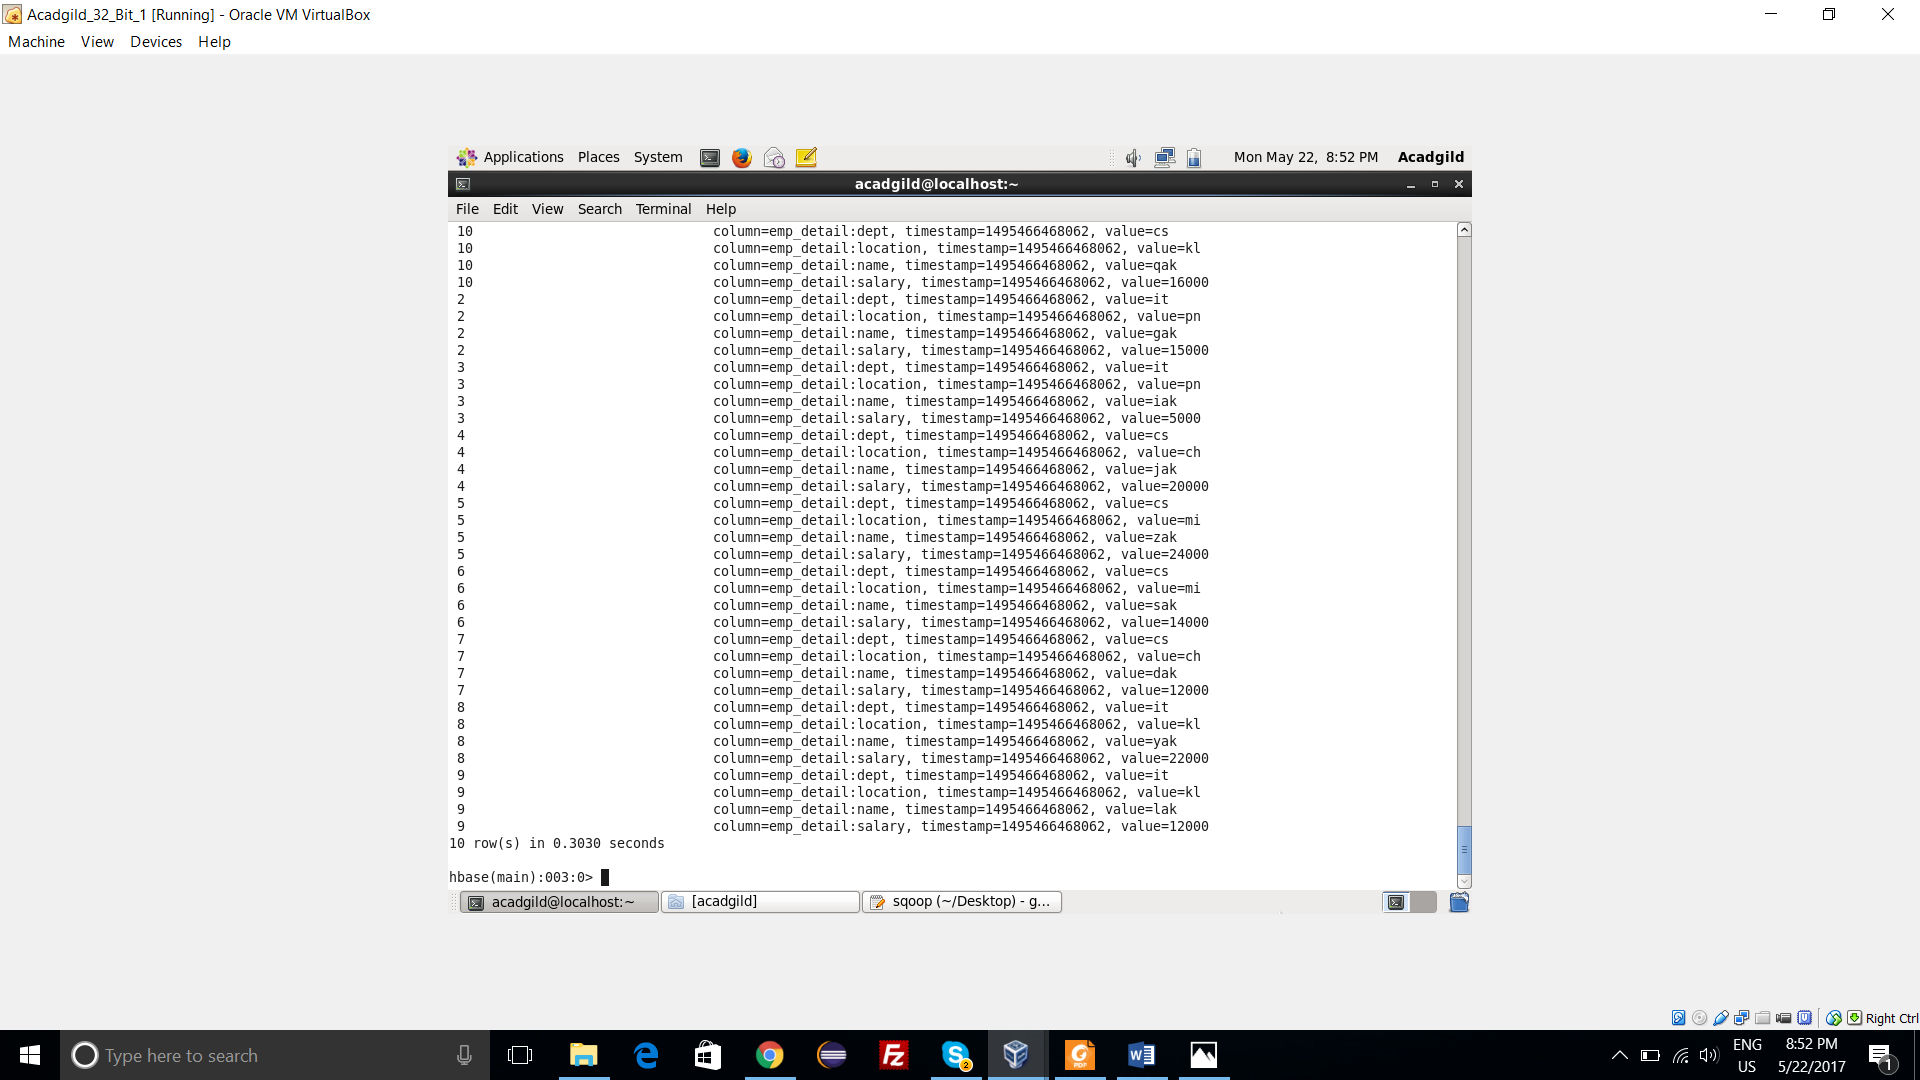 Acadgild_32_Bit_1 [Running] - Oracle VM VirtualBox
Machine View Devices Help
Applications Places System Mon May 22, 8:52 PM Acadgild
acadgild@localhost:~
File Edit View Search Terminal Help
10 column=emp_detail:dept, timestamp=1495466468062, value=cs
10 column=emp_detail:location, timestamp=1495466468062, value=kl
10 column=emp_detail:name, timestamp=1495466468062, value=qak
10 column=emp_detail:salary, timestamp=1495466468062, value=16000
2 column=emp_detail:dept, timestamp=1495466468062, value=it
2 column=emp_detail:location, timestamp=1495466468062, value=pn
2 column=emp_detail:name, timestamp=1495466468062, value=gak
2 column=emp_detail:salary, timestamp=1495466468062, value=15000
3 column=emp_detail:dept, timestamp=1495466468062, value=it
3 column=emp_detail:location, timestamp=1495466468062, value=pn
3 column=emp_detail:name, timestamp=1495466468062, value=iak
3 column=emp_detail:salary, timestamp=1495466468062, value=5000
4 column=emp_detail:dept, timestamp=1495466468062, value=cs
4 column=emp_detail:location, timestamp=1495466468062, value=ch
4 column=emp_detail:name, timestamp=1495466468062, value=jak
4 column=emp_detail:salary, timestamp=1495466468062, value=20000
5 column=emp_detail:dept, timestamp=1495466468062, value=cs
5 column=emp_detail:location, timestamp=1495466468062, value=mi
5 column=emp_detail:name, timestamp=1495466468062, value=zak
5 column=emp_detail:salary, timestamp=1495466468062, value=24000
6 column=emp_detail:dept, timestamp=1495466468062, value=cs
6 column=emp_detail:location, timestamp=1495466468062, value=mi
6 column=emp_detail:name, timestamp=1495466468062, value=sak
6 column=emp_detail:salary, timestamp=1495466468062, value=14000
7 column=emp_detail:dept, timestamp=1495466468062, value=cs
7 column=emp_detail:location, timestamp=1495466468062, value=ch
7 column=emp_detail:name, timestamp=1495466468062, value=dak
7 column=emp_detail:salary, timestamp=1495466468062, value=12000
8 column=emp_detail:dept, timestamp=1495466468062, value=it
8 column=emp_detail:location, timestamp=1495466468062, value=kl
8 column=emp_detail:name, timestamp=1495466468062, value=yak
8 column=emp_detail:salary, timestamp=1495466468062, value=22000
9 column=emp_detail:dept, timestamp=1495466468062, value=it
9 column=emp_detail:location, timestamp=1495466468062, value=kl
9 column=emp_detail:name, timestamp=1495466468062, value=lak
9 column=emp_detail:salary, timestamp=1495466468062, value=12000
10 row(s) in 0.3030 seconds
hbase(main):003:0>
acadgild@localhost:~ [acadgild] sqoop (~/Desktop) - g...
Right Ctrl
Type here to search
ENG
US
8:52 PM
5/22/2017
1